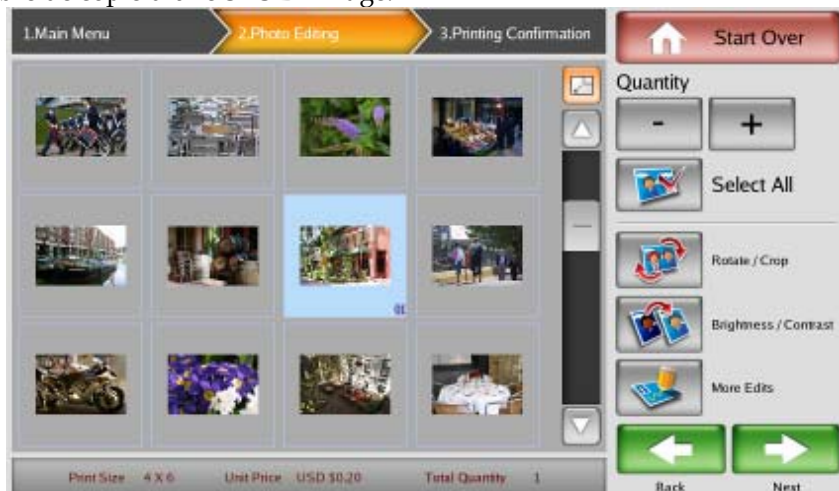 1.Main Menu
2.Photo Editing
3.Printing Confirmation
Start Over
Quantity
- +
Select All
Rotate / Crop
Brightness / Contrast
More Edits
01
Print Size 4 X 6 Unit Price USD $0.20 Total Quantity 1
Back Next